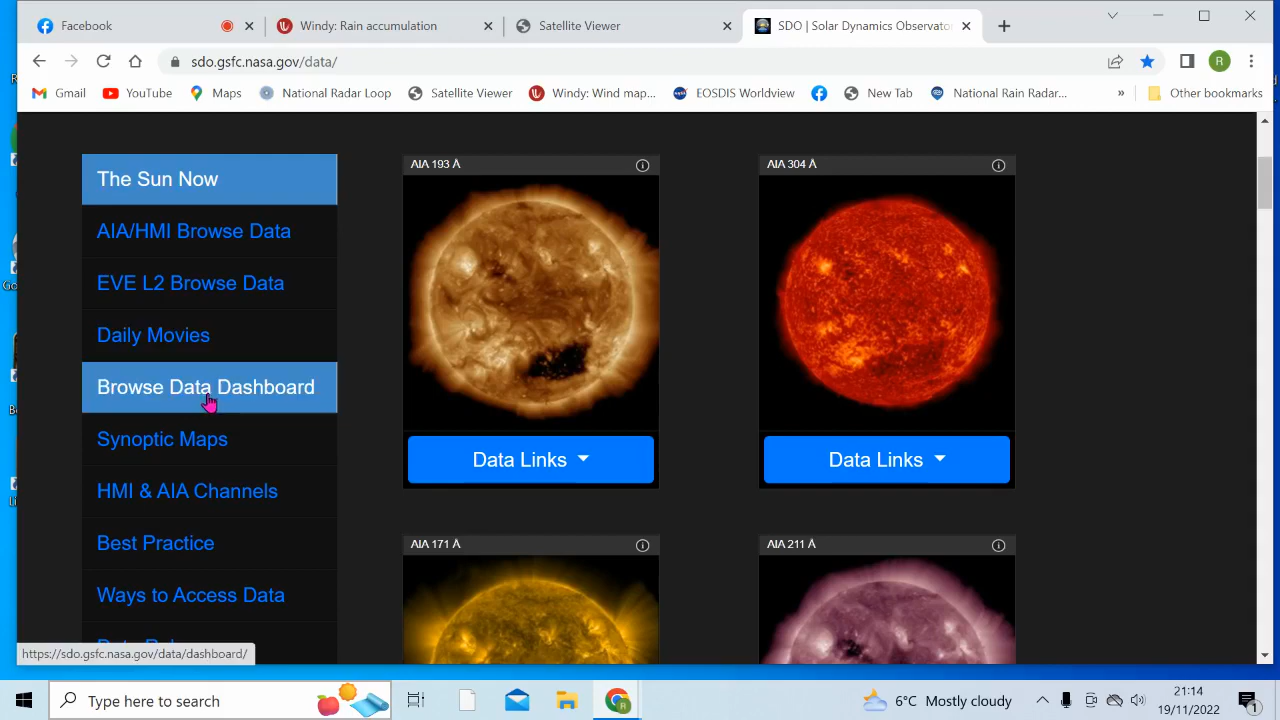 Facebook
Windy: Rain accumulation
Satellite Viewer
SDO | Solar Dynamics Observato
sdo.gsfc.nasa.gov/data/
R
Gmail
YouTube
Maps
National Radar Loop
Satellite Viewer
Windy: Wind map...
EOSDIS Worldview
New Tab
National Rain Radar...
»
Other bookmarks
The Sun Now
AIA/HMI Browse Data
EVE L2 Browse Data
Daily Movies
Browse Data Dashboard
Synoptic Maps
HMI & AIA Channels
Best Practice
Ways to Access Data
AIA 193 Å
AIA 304 Å
Data Links
Data Links
AIA 171 Å
AIA 211 Å
https://sdo.gsfc.nasa.gov/data/dashboard/
Type here to search
6°C Mostly cloudy
21:14
19/11/2022
1